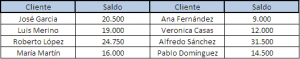 Cliente Saldo Cliente Saldo
José Garcia 20.500 Ana Fernández 9.000
Luis Merino 19.000 Veronica Casas 12.000
Roberto López 24.750 Alfredo Sánchez 31.500
María Martín 16.000 Pablo Domínguez 14.500